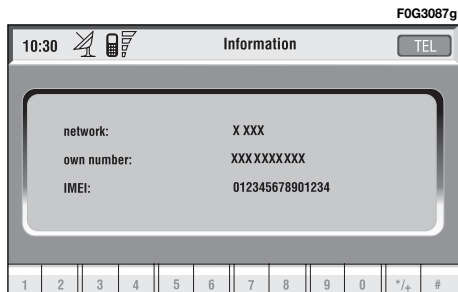 F0G3087g
10:30 Information TEL
network: X XXX
own number: XXX XXXXXXX
IMEI: 012345678901234
1 2 3 4 5 6 7 8 9 0 */+ #